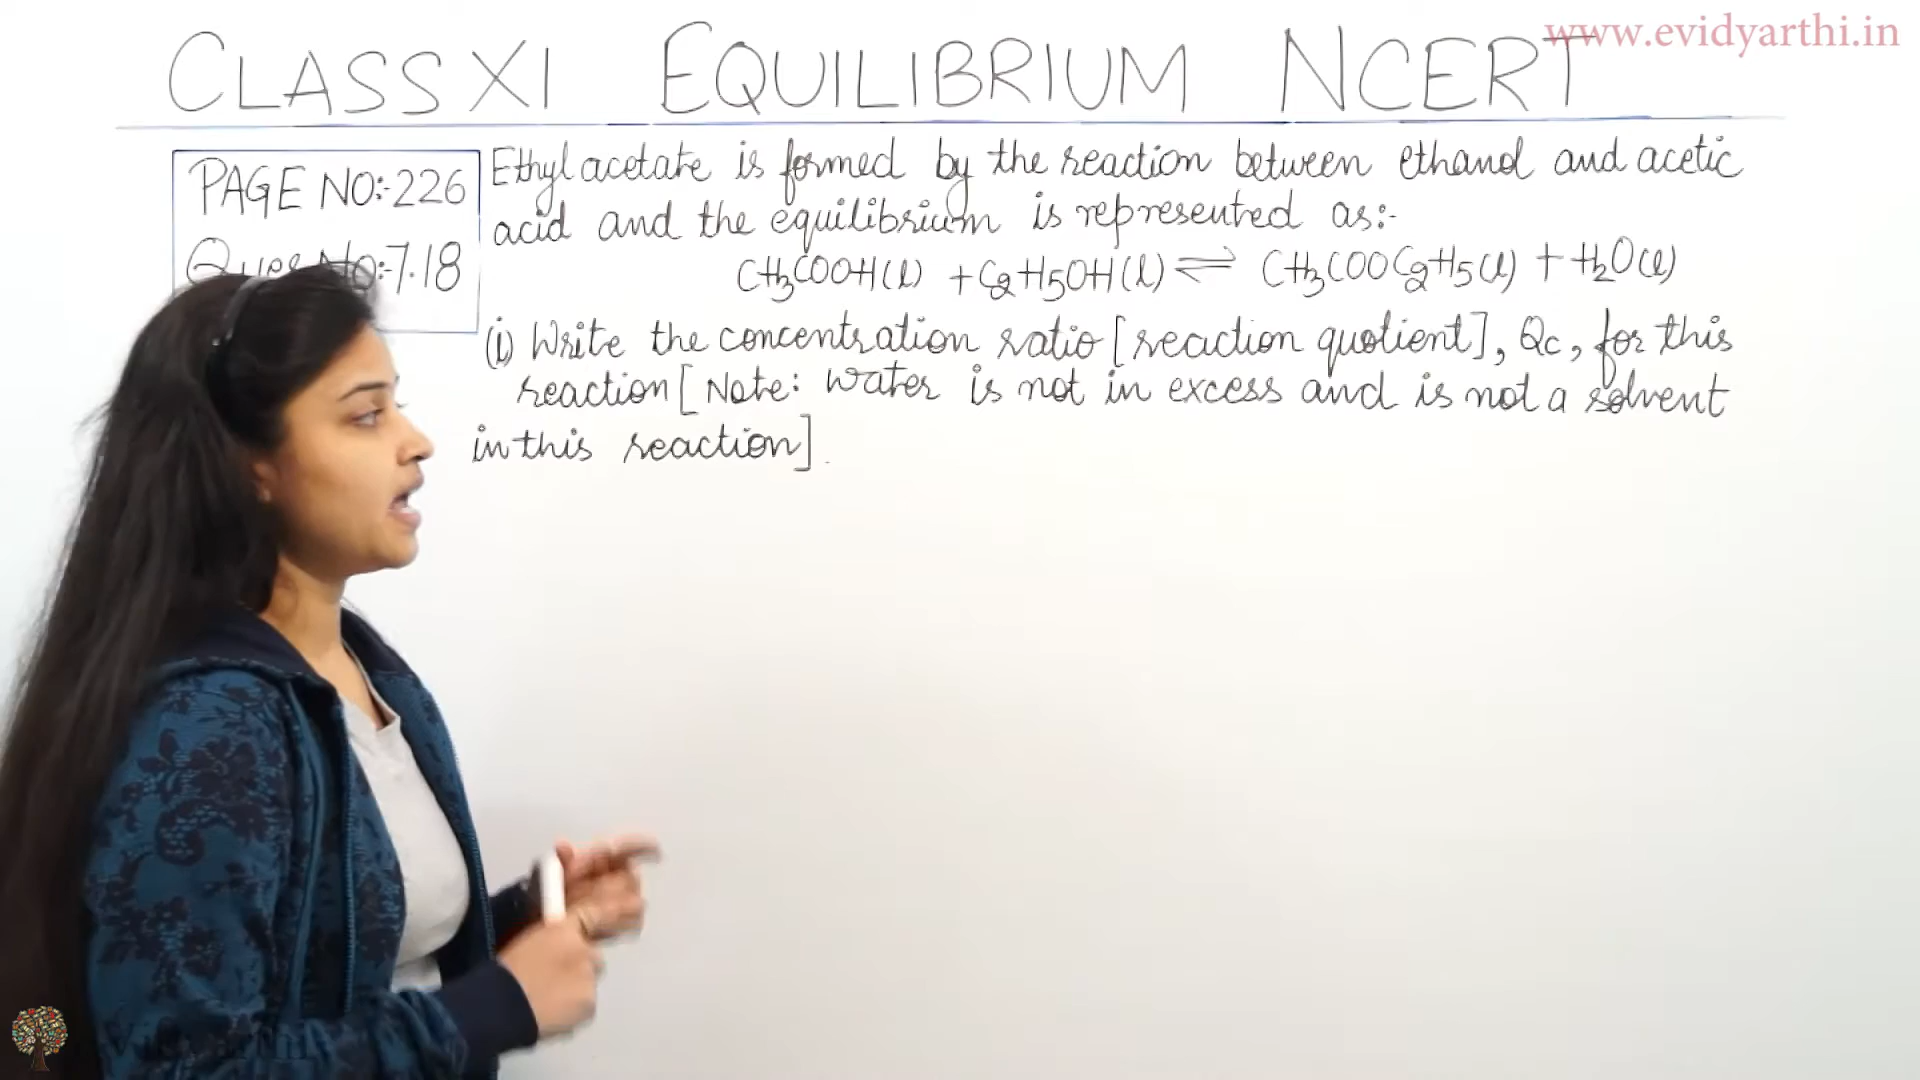 www.evidyarthi.in
CLASS XI EQUILIBRIUM NCERT
PAGE NO:-226
Ques No:-7.18
Ethyl acetate is formed by the reaction between ethanol and acetic
acid and the equilibrium is represented as:-
CH3COOH(l) + C2H5OH(l) ⇌ CH3COOC2H5(l) + H2O(l)
(i) Write the concentration ratio [reaction quotient], Qc, for this
reaction [Note: water is not in excess and is not a solvent
in this reaction].